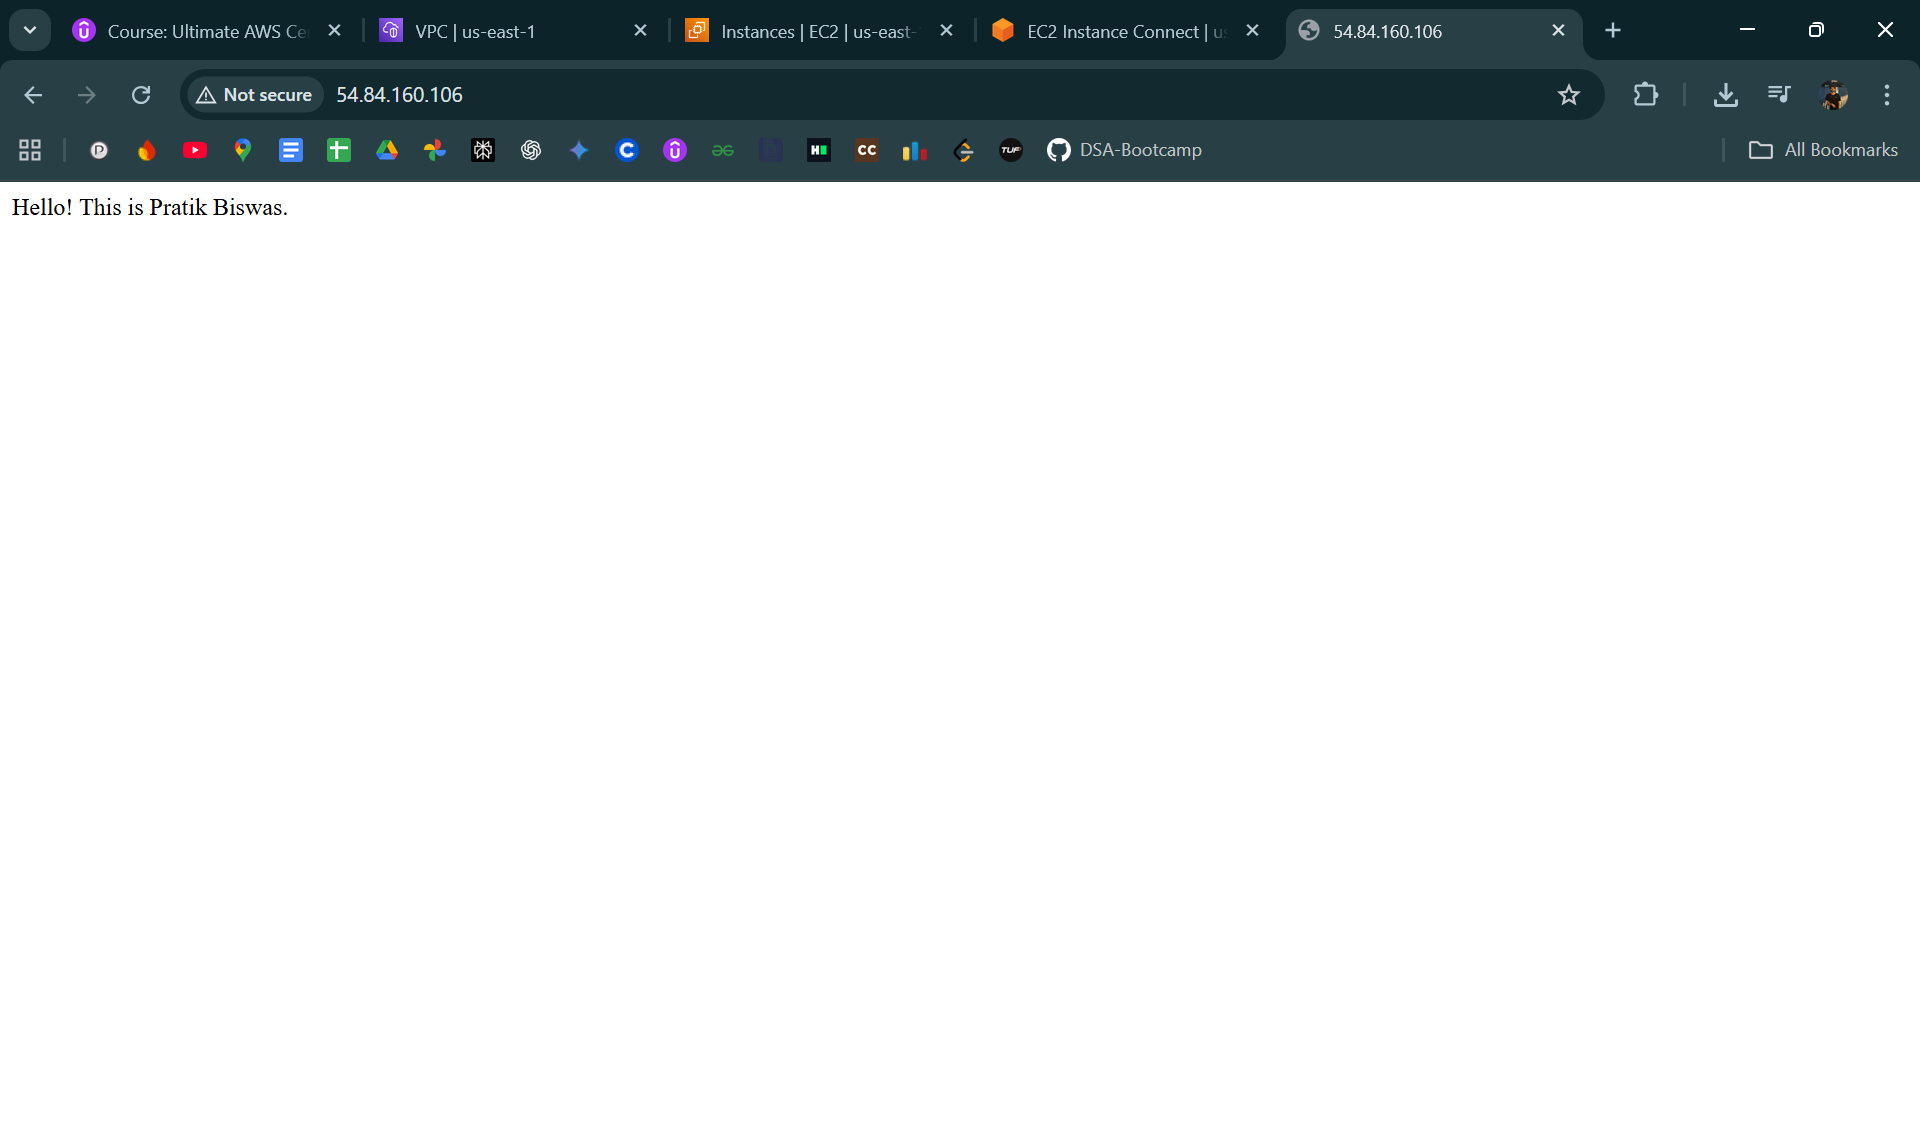 Course: Ultimate AWS Ce
VPC | us-east-1
Instances | EC2 | us-east-
EC2 Instance Connect | us
54.84.160.106
Not secure
54.84.160.106
DSA-Bootcamp
All Bookmarks
Hello! This is Pratik Biswas.